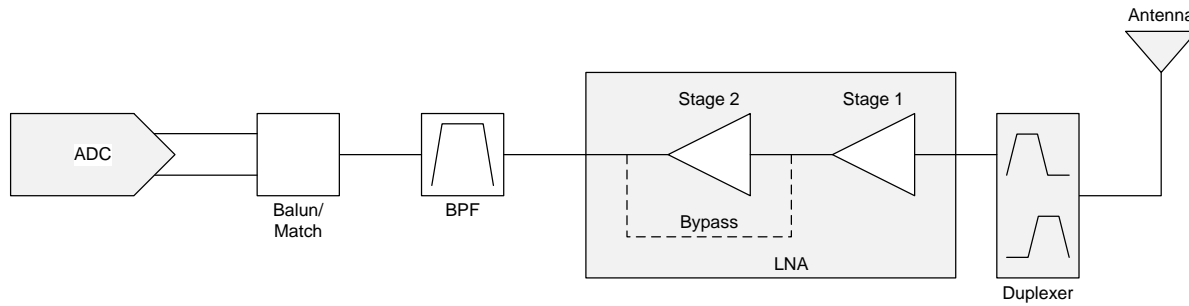 Antenna
Stage 2
Stage 1
ADC
Balun/
Match
BPF
Bypass
LNA
Duplexer